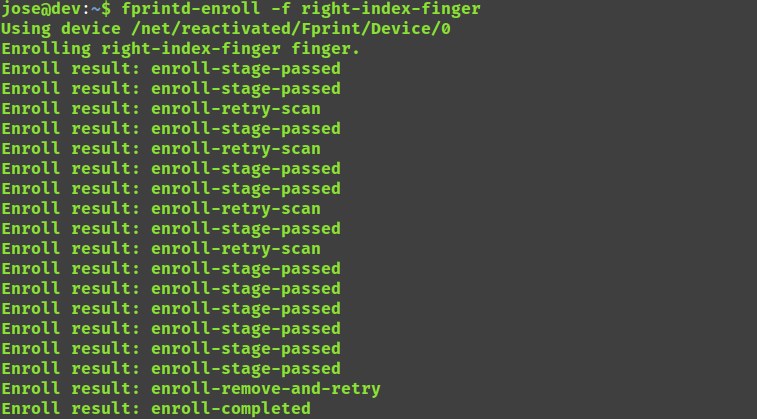 jose@dev:~$ fprintd-enroll -f right-index-finger
Using device /net/reactivated/Fprint/Device/0
Enrolling right-index-finger finger.
Enroll result: enroll-stage-passed
Enroll result: enroll-stage-passed
Enroll result: enroll-retry-scan
Enroll result: enroll-stage-passed
Enroll result: enroll-retry-scan
Enroll result: enroll-stage-passed
Enroll result: enroll-stage-passed
Enroll result: enroll-retry-scan
Enroll result: enroll-stage-passed
Enroll result: enroll-retry-scan
Enroll result: enroll-stage-passed
Enroll result: enroll-stage-passed
Enroll result: enroll-stage-passed
Enroll result: enroll-stage-passed
Enroll result: enroll-stage-passed
Enroll result: enroll-stage-passed
Enroll result: enroll-remove-and-retry
Enroll result: enroll-completed